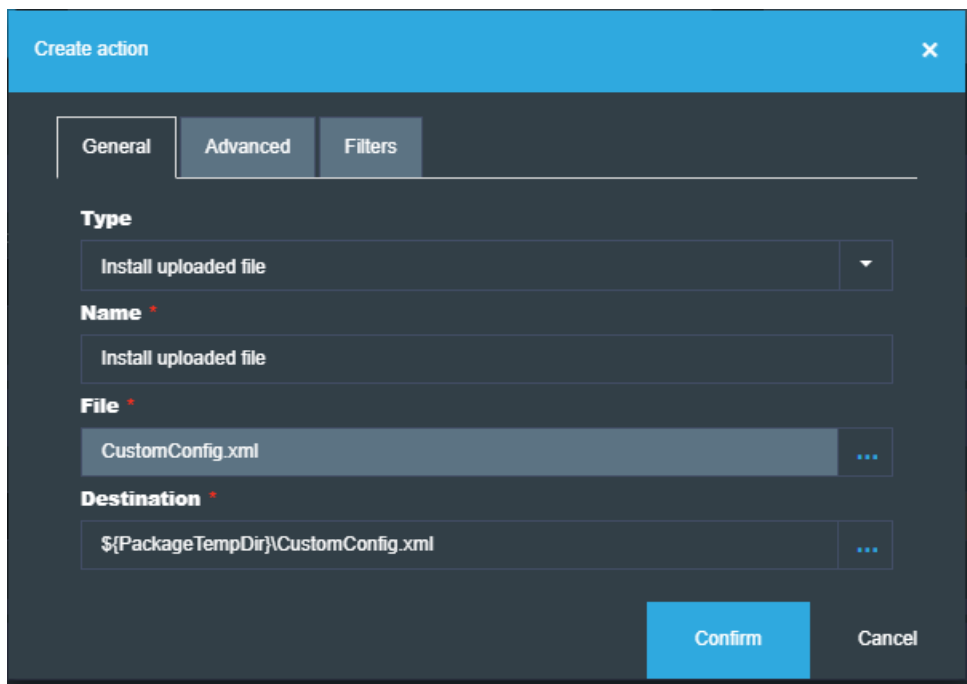 Create action ×
General Advanced Filters
Type
Install uploaded file
Name *
Install uploaded file
File *
CustomConfig.xml ...
Destination *
${PackageTempDir}\CustomConfig.xml ...
Confirm Cancel